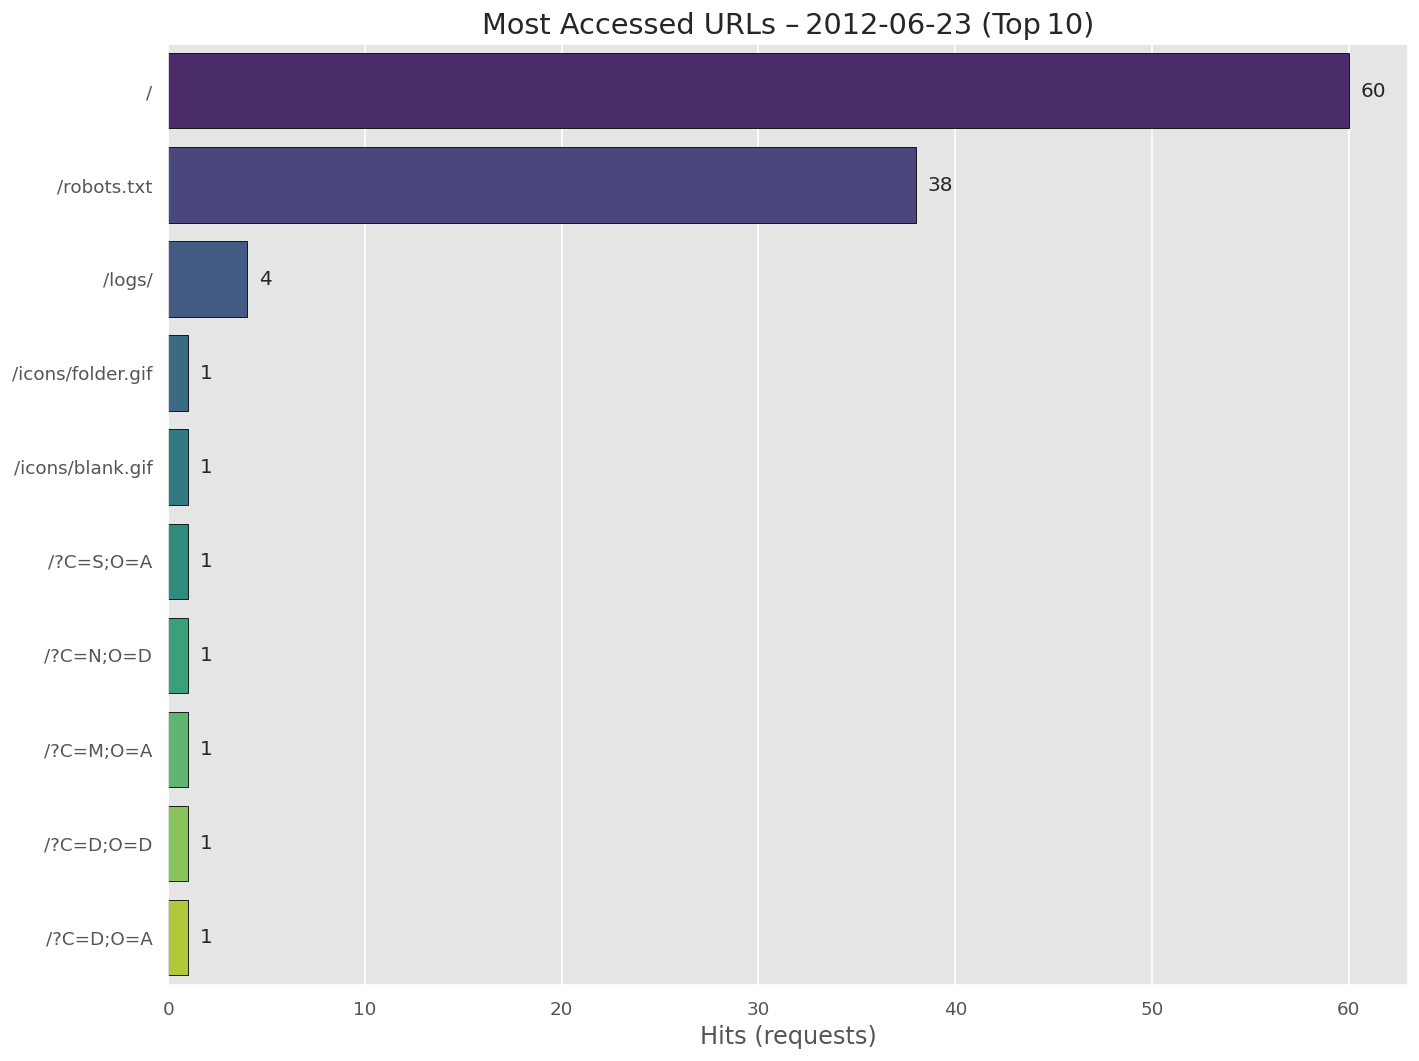 Most Accessed URLs – 2012-06-23 (Top 10)
/ 60
/robots.txt 38
/logs/ 4
/icons/folder.gif 1
/icons/blank.gif 1
/?C=S;O=A 1
/?C=N;O=D 1
/?C=M;O=A 1
/?C=D;O=D 1
/?C=D;O=A 1
0 10 20 30 40 50 60
Hits (requests)